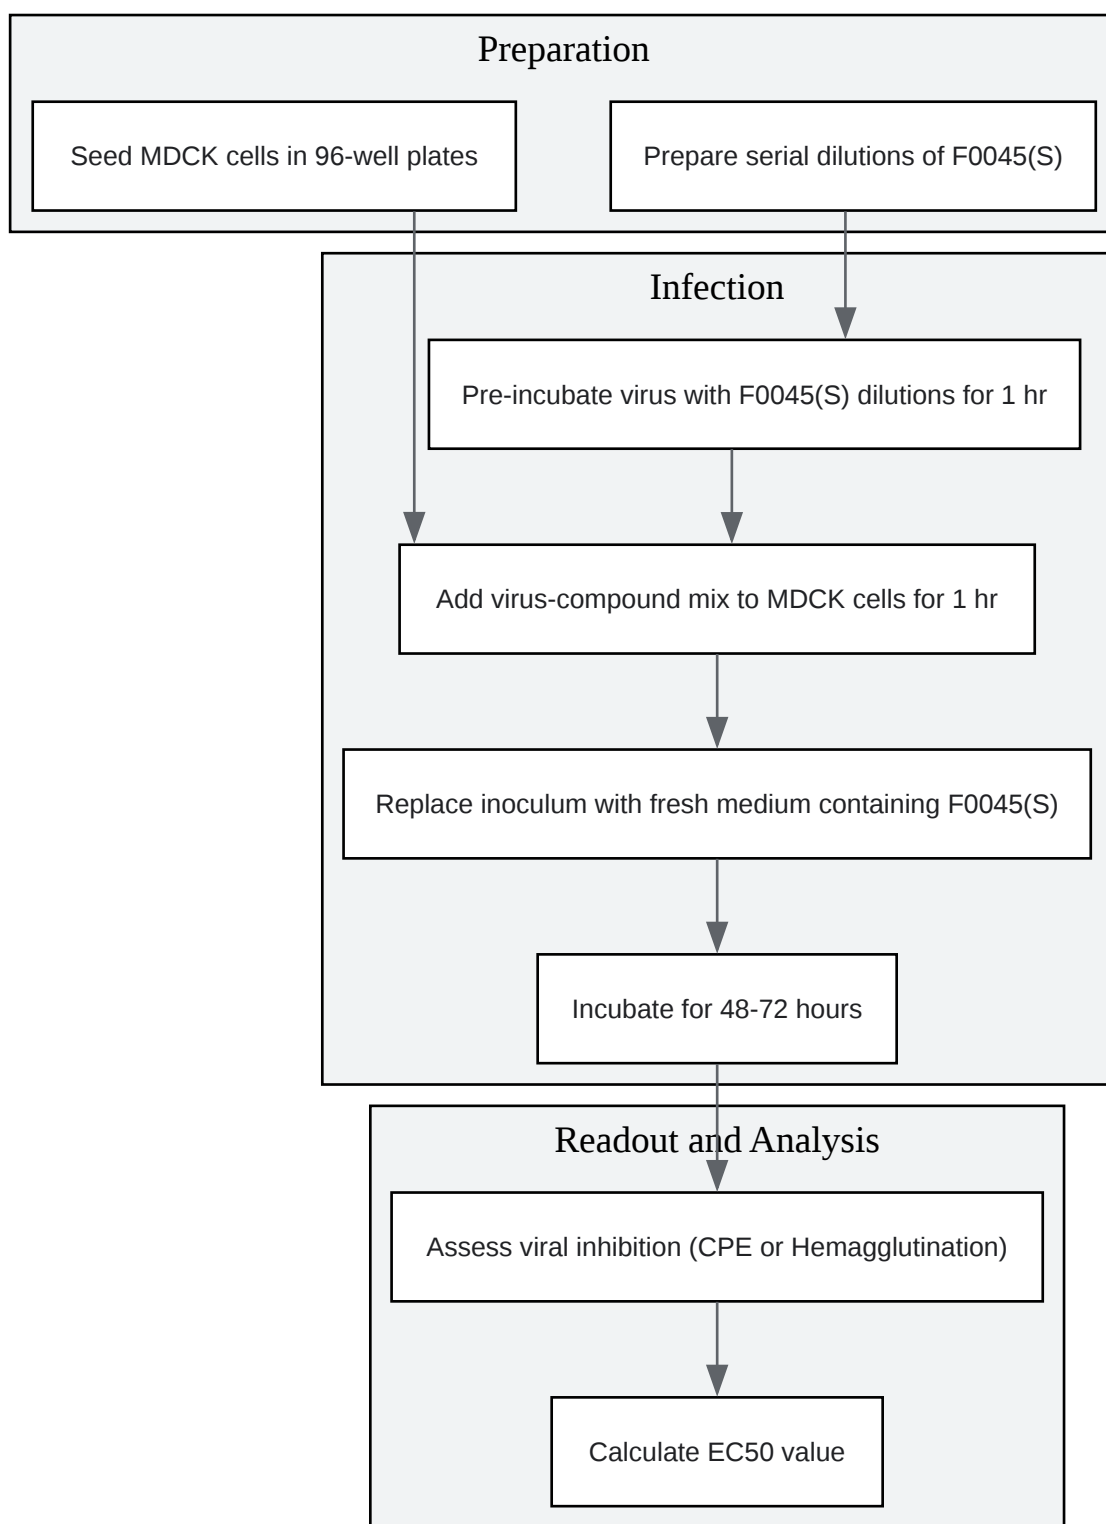 Preparation
Seed MDCK cells in 96-well plates
Prepare serial dilutions of F0045(S)
Infection
Pre-incubate virus with F0045(S) dilutions for 1 hr
Add virus-compound mix to MDCK cells for 1 hr
Replace inoculum with fresh medium containing F0045(S)
Incubate for 48-72 hours
Readout and Analysis
Assess viral inhibition (CPE or Hemagglutination)
Calculate EC50 value